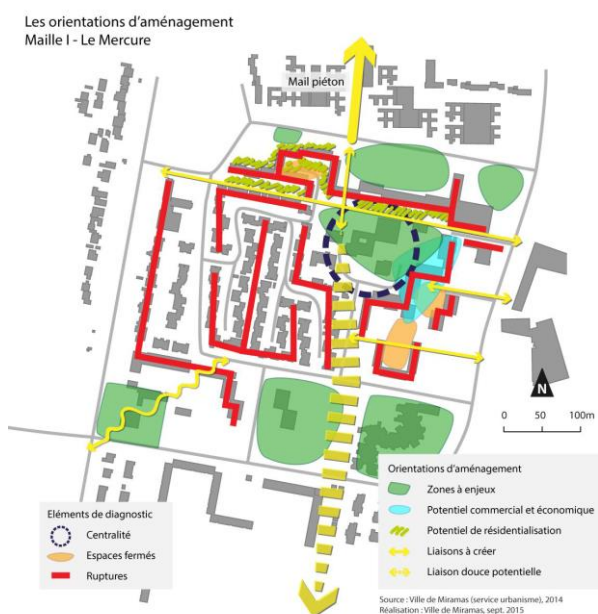 Les orientations d’aménagement
Maille I - Le Mercure
Mail piéton
N
0 50 100m
Eléments de diagnostic
Centralité
Espaces fermés
Ruptures
Orientations d’aménagement
Zones à enjeux
Potentiel commercial et économique
Potentiel de résidentialisation
Liaisons à créer
Liaison douce potentielle
Source : Ville de Miramas (service urbanisme), 2014
Réalisation : Ville de Miramas, sept. 2015